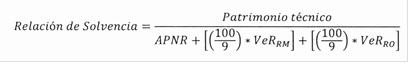 Relación de Solvencia = Patrimonio técnico / APNR + [(100/9) * VeR_RM] + [(100/9) * VeR_RO]